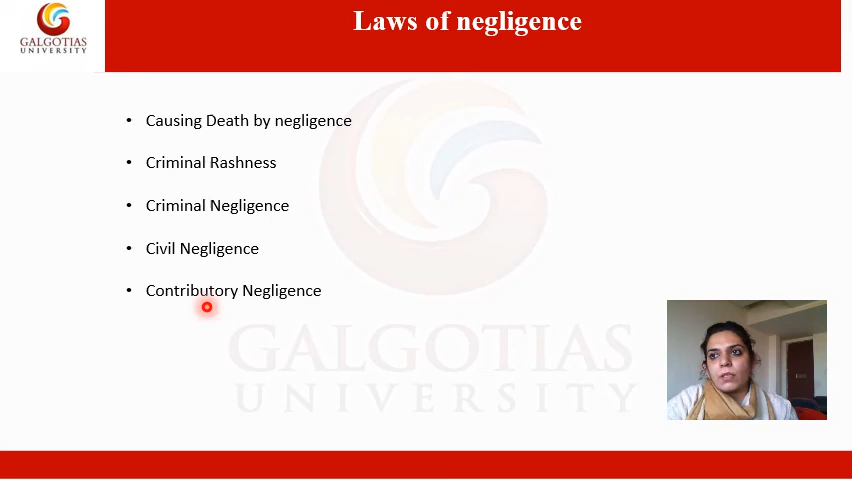 Laws of negligence
GALGOTIAS
UNIVERSITY
• Causing Death by negligence
• Criminal Rashness
• Criminal Negligence
• Civil Negligence
• Contributory Negligence
GALGOTIAS
UNIVERSITY